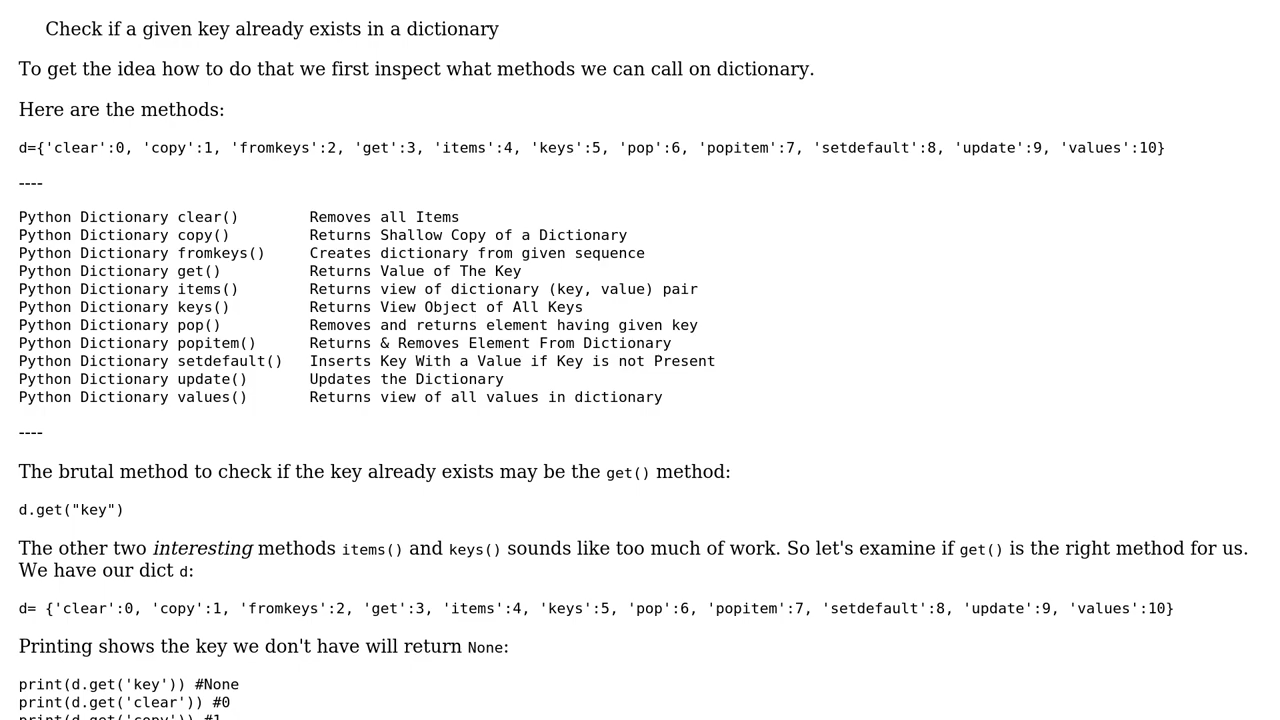 Check if a given key already exists in a dictionary
To get the idea how to do that we first inspect what methods we can call on dictionary.
Here are the methods:
d={'clear':0, 'copy':1, 'fromkeys':2, 'get':3, 'items':4, 'keys':5, 'pop':6, 'popitem':7, 'setdefault':8, 'update':9, 'values':10}
----
Python Dictionary clear()        Removes all Items
Python Dictionary copy()         Returns Shallow Copy of a Dictionary
Python Dictionary fromkeys()     Creates dictionary from given sequence
Python Dictionary get()          Returns Value of The Key
Python Dictionary items()        Returns view of dictionary (key, value) pair
Python Dictionary keys()         Returns View Object of All Keys
Python Dictionary pop()          Removes and returns element having given key
Python Dictionary popitem()      Returns & Removes Element From Dictionary
Python Dictionary setdefault()   Inserts Key With a Value if Key is not Present
Python Dictionary update()       Updates the Dictionary
Python Dictionary values()       Returns view of all values in dictionary
----
The brutal method to check if the key already exists may be the get() method:
d.get("key")
The other two interesting methods items() and keys() sounds like too much of work. So let's examine if get() is the right method for us.
We have our dict d:
d= {'clear':0, 'copy':1, 'fromkeys':2, 'get':3, 'items':4, 'keys':5, 'pop':6, 'popitem':7, 'setdefault':8, 'update':9, 'values':10}
Printing shows the key we don't have will return None:
print(d.get('key')) #None
print(d.get('clear')) #0
print(d.get('copy')) #1